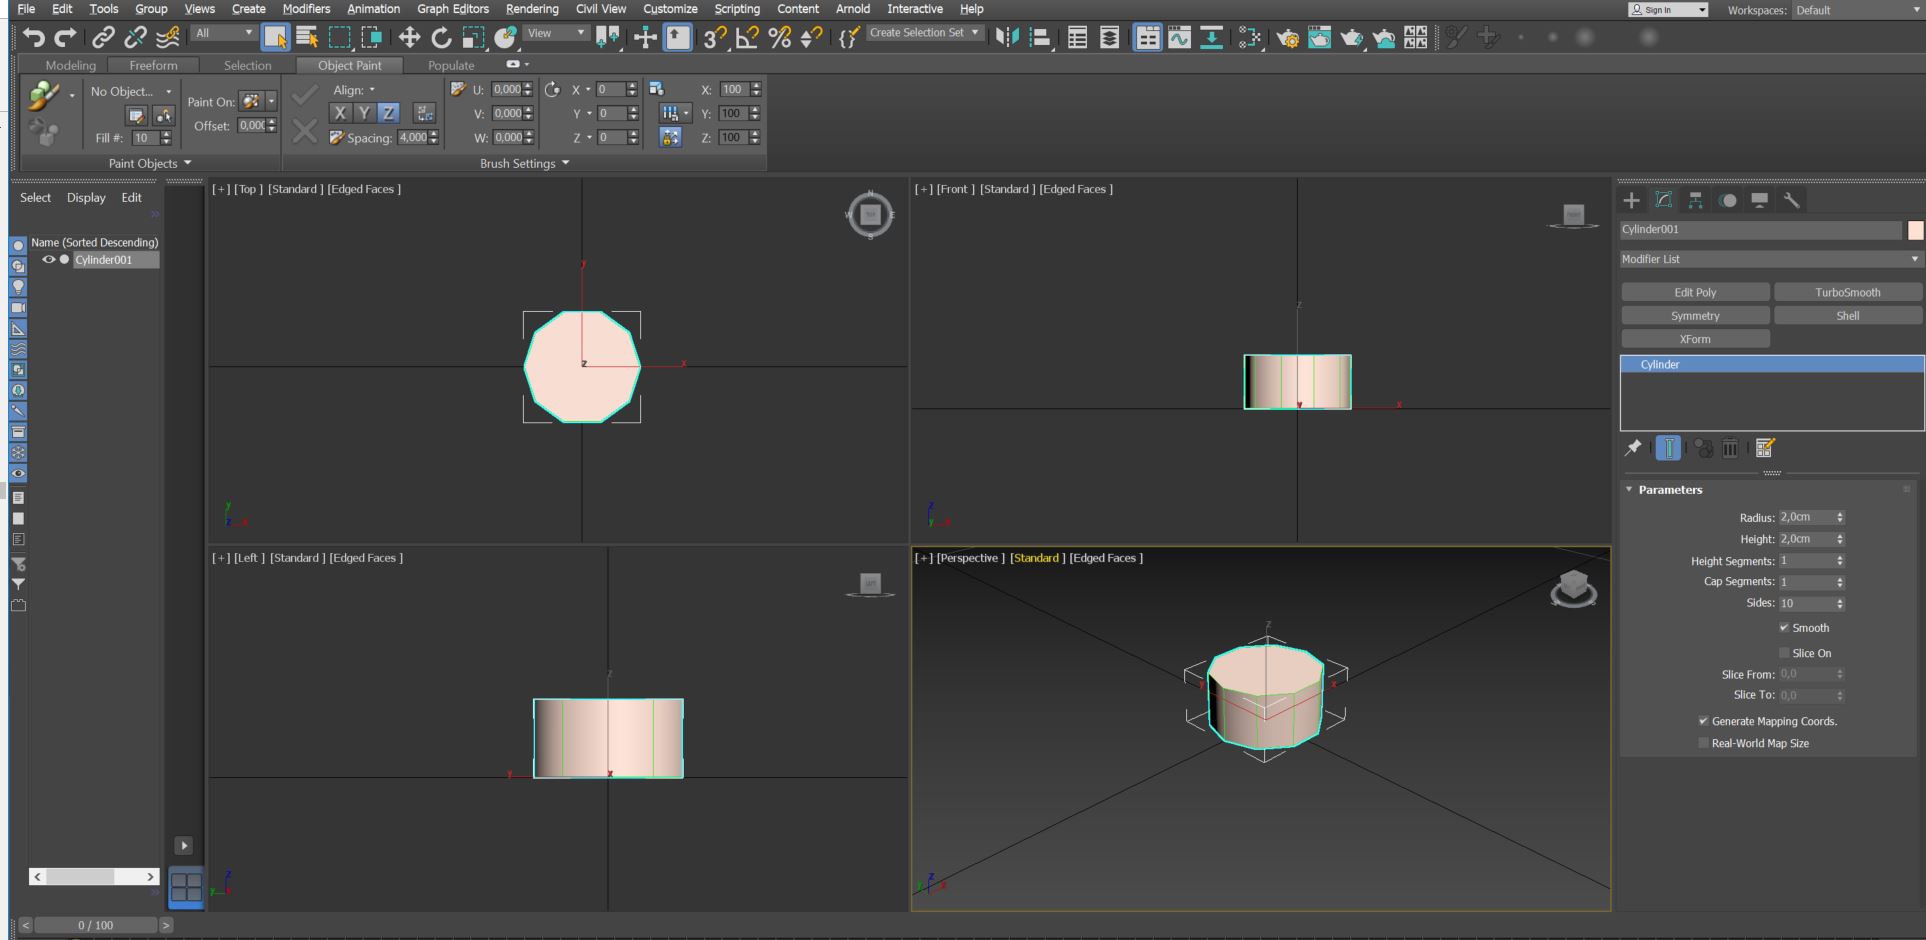 File Edit Tools Group Views Create Modifiers Animation Graph Editors Rendering Civil View Customize Scripting Content Arnold Interactive Help
Sign In Workspaces: Default
All View Create Selection Set
Modeling Freeform Selection Object Paint Populate
No Object... Paint On: Align: U: 0,000 X 0 X: 100
Fill #: 10 Offset: 0,000 X Y Z V: 0,000 Y 0 Y: 100
Spacing: 4,000 W: 0,000 Z 0 Z: 100
Paint Objects Brush Settings
Select Display Edit
Name (Sorted Descending)
Cylinder001
[+] [Top ] [Standard ] [Edged Faces ]
N
W E
S
y
z x
y
z x
[+] [Front ] [Standard ] [Edged Faces ]
FRONT
z
y x
z
y x
[+] [Left ] [Standard ] [Edged Faces ]
LEFT
z
y x
z
y x
[+] [Perspective ] [Standard ] [Edged Faces ]
z
y x
z
y x
Cylinder001
Modifier List
Edit Poly TurboSmooth
Symmetry Shell
XForm
Cylinder
Parameters
Radius: 2,0cm
Height: 2,0cm
Height Segments: 1
Cap Segments: 1
Sides: 10
Smooth
Slice On
Slice From: 0,0
Slice To: 0,0
Generate Mapping Coords.
Real-World Map Size
< 0 / 100 >